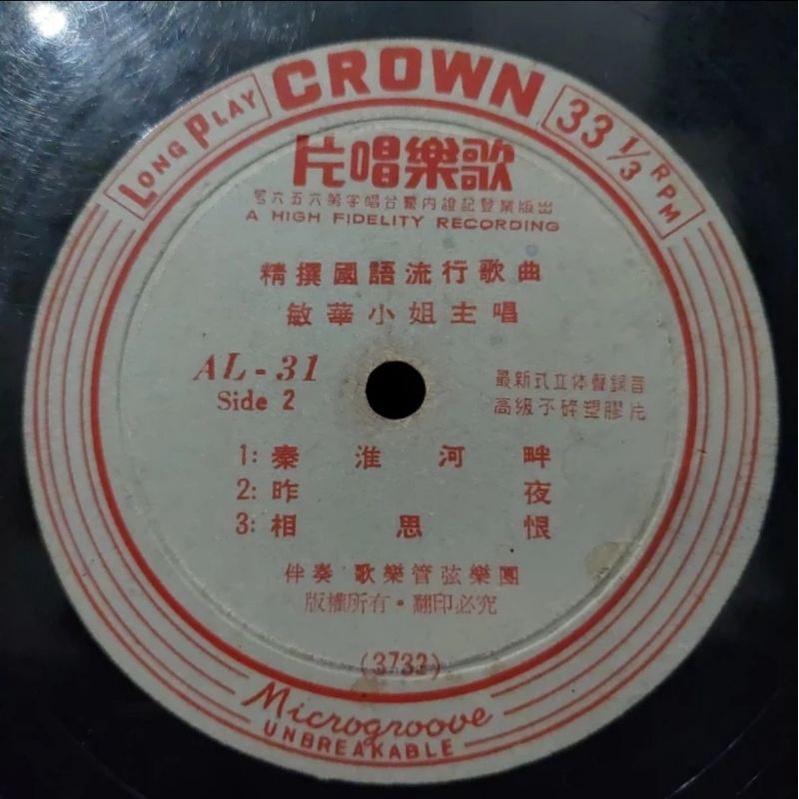 CROWN
LONG PLAY
33 1/3 RPM
歌樂唱片
出版業登記證內警台唱字第六五六号
A HIGH FIDELITY RECORDING
精撰國語流行歌曲
敏華小姐主唱
AL-31
Side 2
最新式立体聲錄音
高級不碎塑膠片
1: 秦淮河畔
2: 昨夜
3: 相思恨
伴奏 歌樂管弦樂團
版權所有・翻印必究
(3732)
Microgroove
UNBREAKABLE